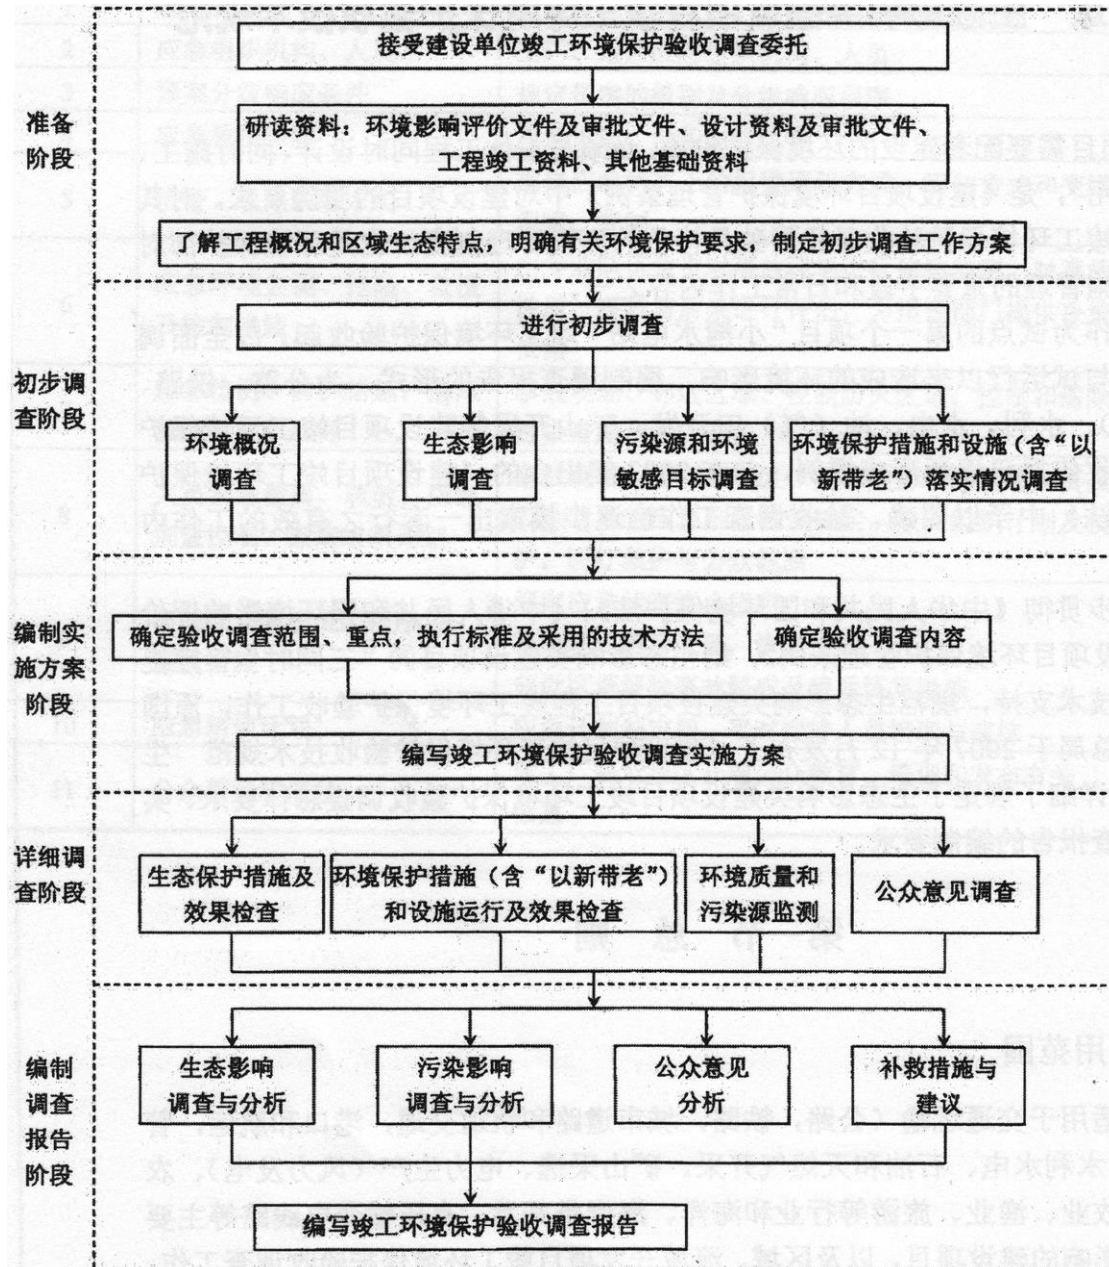 接受建设单位竣工环境保护验收调查委托
准备
阶段
研读资料：环境影响评价文件及审批文件、设计资料及审批文件、
工程竣工资料、其他基础资料
了解工程概况和区域生态特点，明确有关环境保护要求，制定初步调查工作方案
进行初步调查
初步调
查阶段
环境概况
调查
生态影响
调查
污染源和环境
敏感目标调查
环境保护措施和设施（含“以
新带老”）落实情况调查
编制实
施方案
阶段
确定验收调查范围、重点，执行标准及采用的技术方法
确定验收调查内容
编写竣工环境保护验收调查实施方案
详细调
查阶段
生态保护措施及
效果检查
环境保护措施（含“以新带老”）
和设施运行及效果检查
环境质量和
污染源监测
公众意见调查
编制
调查
报告
阶段
生态影响
调查与分析
污染影响
调查与分析
公众意见
分析
补救措施与
建议
编写竣工环境保护验收调查报告